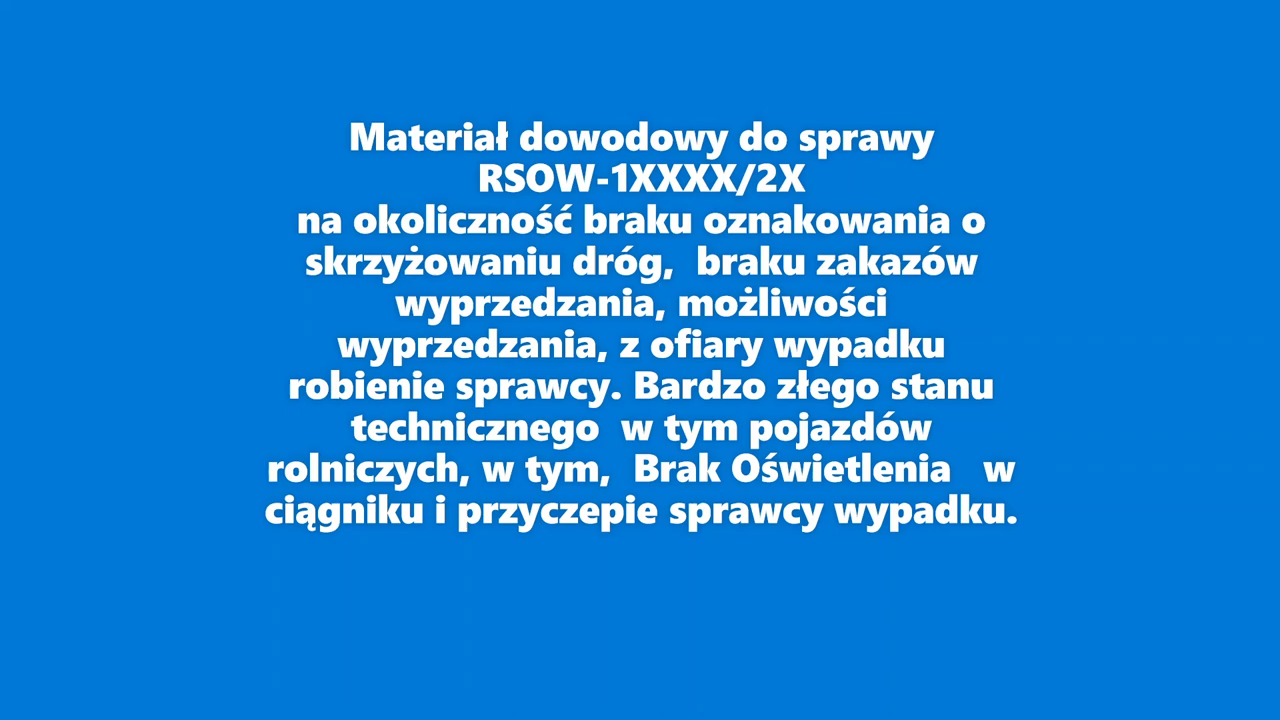 Materiał dowodowy do sprawy
RSOW-1XXXX/2X
na okoliczność braku oznakowania o
skrzyżowaniu dróg,  braku zakazów
wyprzedzania, możliwości
wyprzedzania, z ofiary wypadku
robienie sprawcy. Bardzo złego stanu
technicznego  w tym pojazdów
rolniczych, w tym,  Brak Oświetlenia   w
ciągniku i przyczepie sprawcy wypadku.